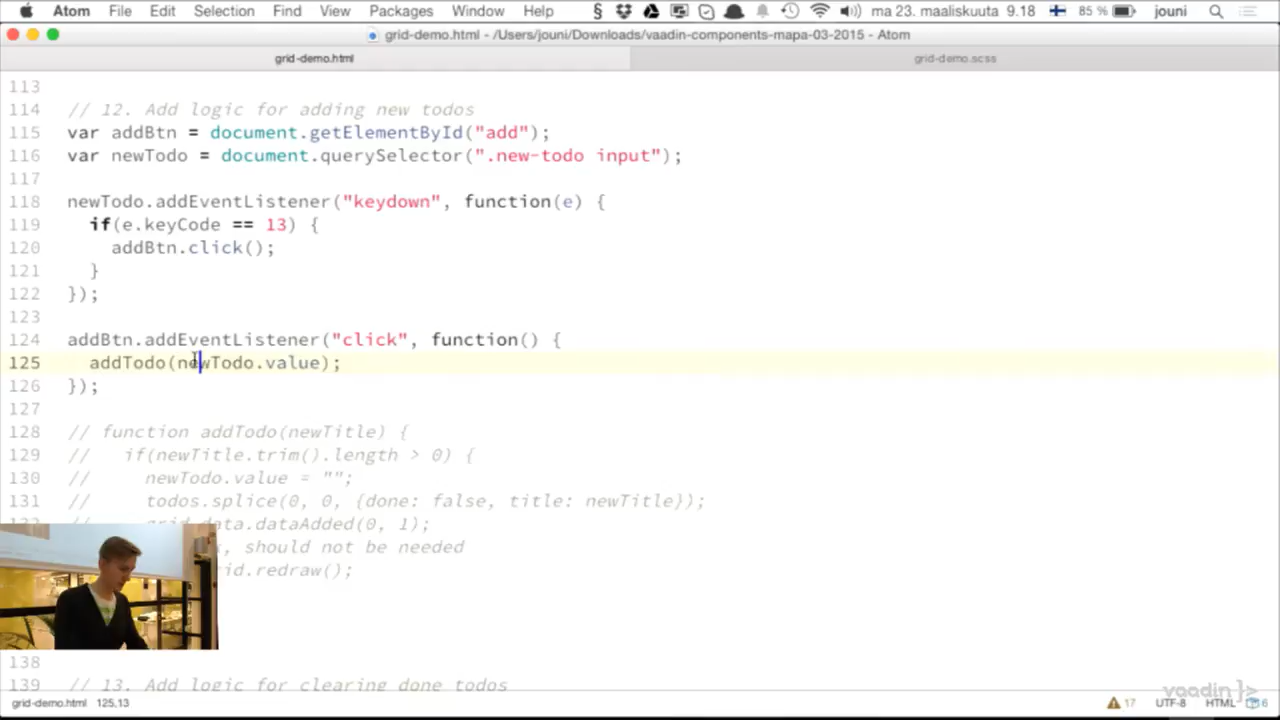 Atom File Edit Selection Find View Packages Window Help § ma 23. maaliskuuta 9.18 85 % jouni
grid-demo.html - /Users/jouni/Downloads/vaadin-components-mapa-03-2015 - Atom
grid-demo.html grid-demo.scss
113
114 // 12. Add logic for adding new todos
115 var addBtn = document.getElementById("add");
116 var newTodo = document.querySelector(".new-todo input");
117
118 newTodo.addEventListener("keydown", function(e) {
119 if(e.keyCode == 13) {
120 addBtn.click();
121 }
122 });
123
124 addBtn.addEventListener("click", function() {
125 addTodo(newTodo.value);
126 });
127
128 // function addTodo(newTitle) {
129 // if(newTitle.trim().length > 0) {
130 // newTodo.value = "";
131 // todos.splice(0, 0, {done: false, title: newTitle});
data.dataAdded(0, 1);
, should not be needed
id.redraw();
138
139 // 13. Add logic for clearing done todos
grid-demo.html 125,13 17 UTF-8 HTML 6
vaadin }>